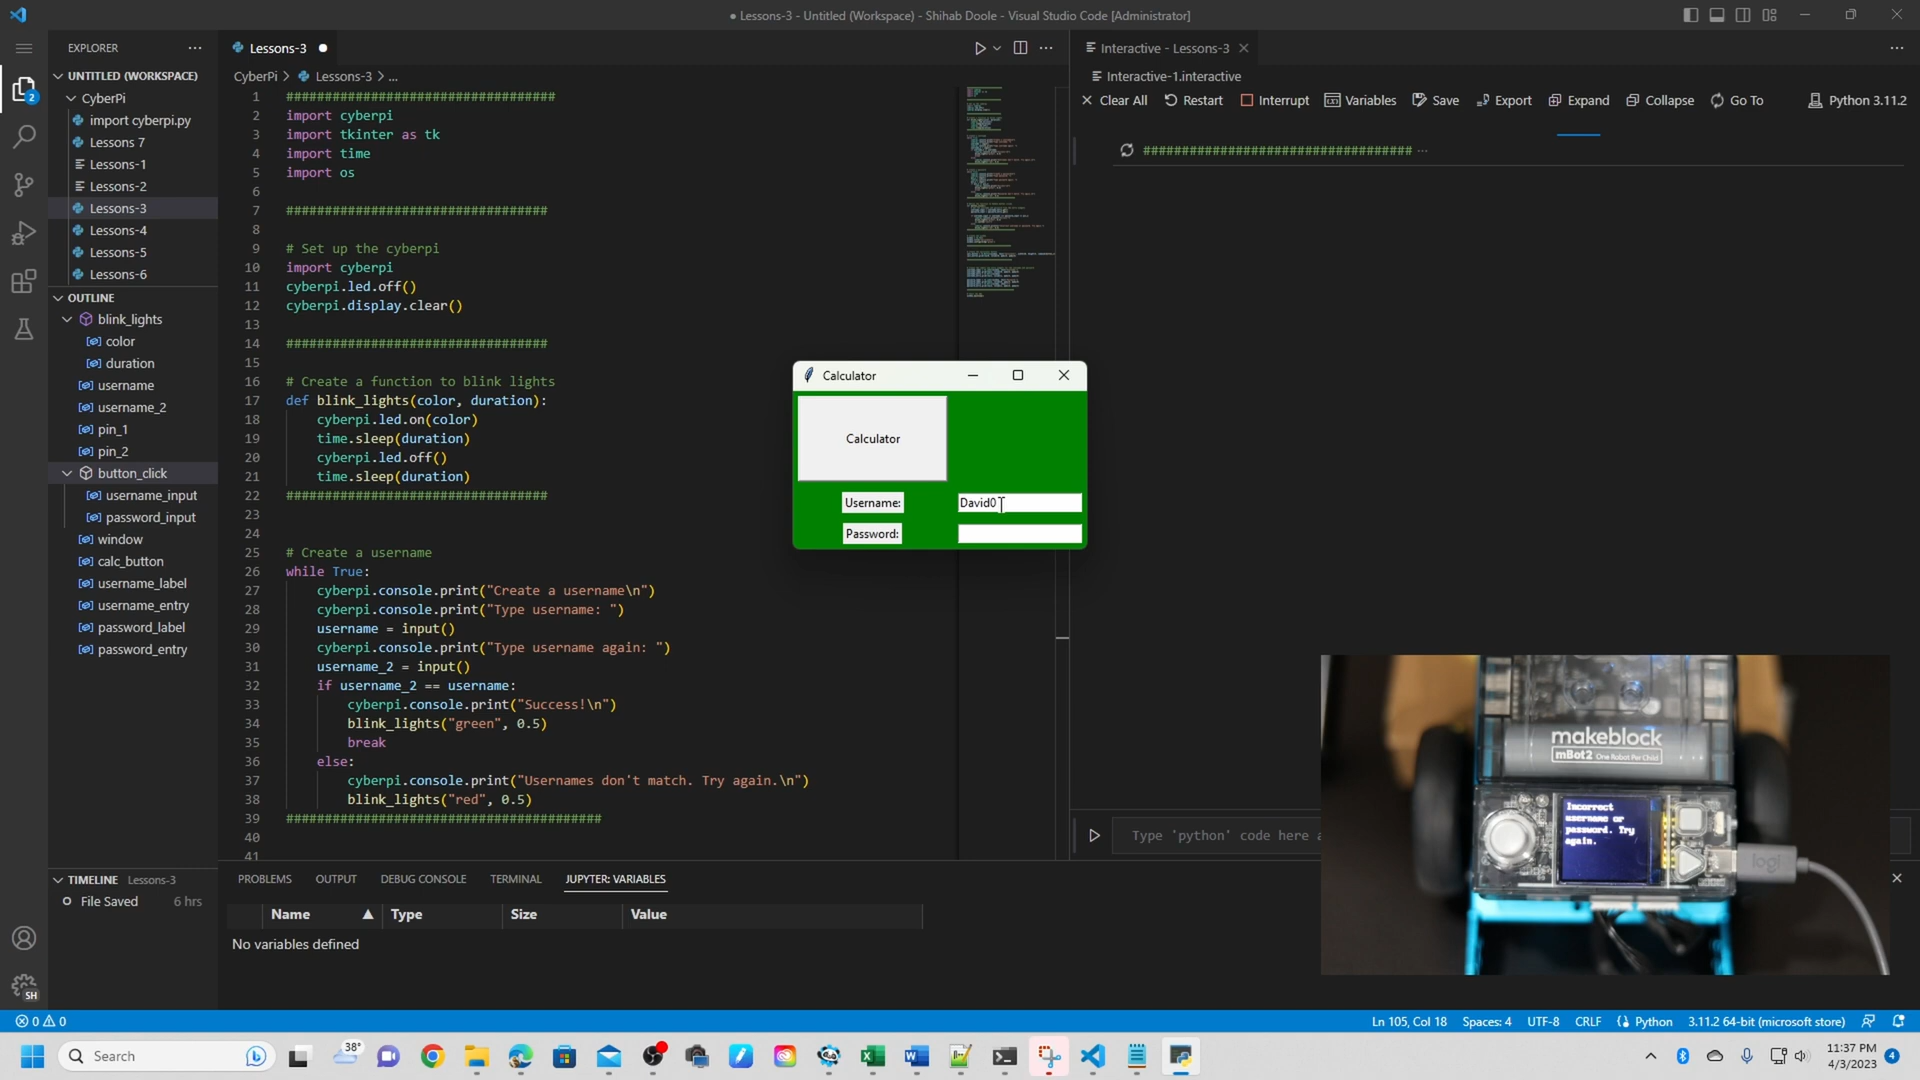 ● Lessons-3 - Untitled (Workspace) - Shihab Doole - Visual Studio Code [Administrator]
EXPLORER
UNTITLED (WORKSPACE)
CyberPi
import cyberpi.py
Lessons 7
Lessons-1
Lessons-2
Lessons-3
Lessons-4
Lessons-5
Lessons-6
OUTLINE
blink_lights
color
duration
username
username_2
pin_1
pin_2
button_click
username_input
password_input
window
calc_button
username_label
username_entry
password_label
password_entry
TIMELINE Lessons-3
File Saved 6 hrs
2
SH
Lessons-3
CyberPi > Lessons-3 > ...
1 ###################################
2 import cyberpi
3 import tkinter as tk
4 import time
5 import os
6
7 ##################################
8
9 # Set up the cyberpi
10 import cyberpi
11 cyberpi.led.off()
12 cyberpi.display.clear()
13
14 ##################################
15
16 # Create a function to blink lights
17 def blink_lights(color, duration):
18 cyberpi.led.on(color)
19 time.sleep(duration)
20 cyberpi.led.off()
21 time.sleep(duration)
22 ##################################
23
24
25 # Create a username
26 while True:
27 cyberpi.console.print("Create a username\n")
28 cyberpi.console.print("Type username: ")
29 username = input()
30 cyberpi.console.print("Type username again: ")
31 username_2 = input()
32 if username_2 == username:
33 cyberpi.console.print("Success!\n")
34 blink_lights("green", 0.5)
35 break
36 else:
37 cyberpi.console.print("Usernames don't match. Try again.\n")
38 blink_lights("red", 0.5)
39 #########################################
40
41
Interactive - Lessons-3
Interactive-1.interactive
Clear All Restart Interrupt Variables Save Export Expand Collapse Go To Python 3.11.2
################################### ...
Calculator
Calculator
Username: David0
Password:
Type 'python' code here
makeblock
mBot2 One Robot Per Child
Incorrect
username or
password. Try
again.
logi
PROBLEMS OUTPUT DEBUG CONSOLE TERMINAL JUPYTER: VARIABLES
Name Type Size Value
No variables defined
0 0
Ln 105, Col 18 Spaces: 4 UTF-8 CRLF Python 3.11.2 64-bit (microsoft store)
Search
38°
11:37 PM
4/3/2023
4